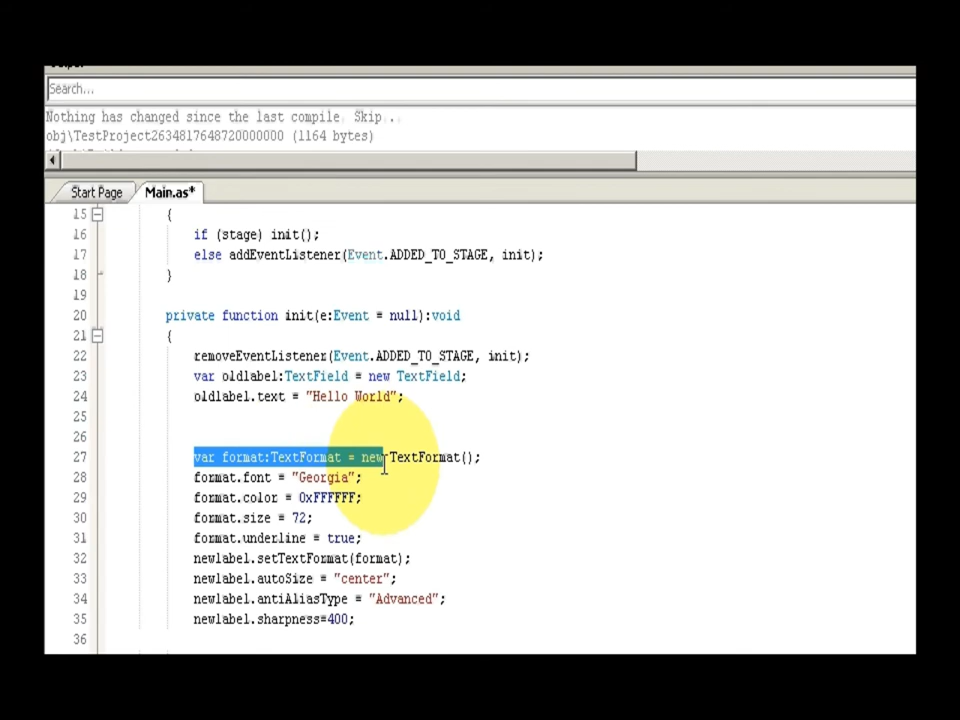 Search...
Nothing has changed since the last compile. Skip...
obj\TestProject2634817648720000000 (1164 bytes)
Start Page
Main.as*
15 {
16 if (stage) init();
17 else addEventListener(Event.ADDED_TO_STAGE, init);
18 }
19
20 private function init(e:Event = null):void
21 {
22 removeEventListener(Event.ADDED_TO_STAGE, init);
23 var oldlabel:TextField = new TextField;
24 oldlabel.text = "Hello World";
25
26
27 var format:TextFormat = new TextFormat();
28 format.font = "Georgia";
29 format.color = 0xFFFFFF;
30 format.size = 72;
31 format.underline = true;
32 newlabel.setTextFormat(format);
33 newlabel.autoSize = "center";
34 newlabel.antiAliasType = "Advanced";
35 newlabel.sharpness=400;
36